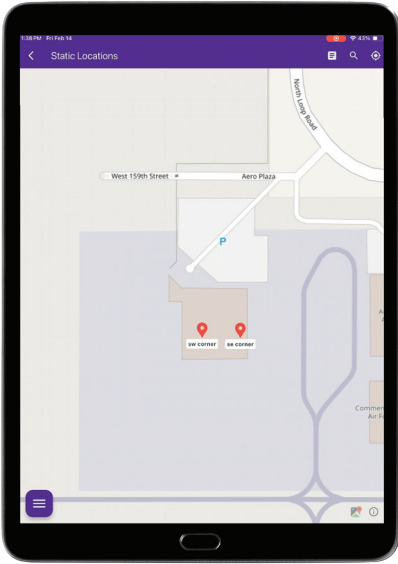 1:38 PM Fri Feb 14
45%
Static Locations
North Loop Road
West 159th Street
Aero Plaza
P
sw corner
se corner
Commer
Air F